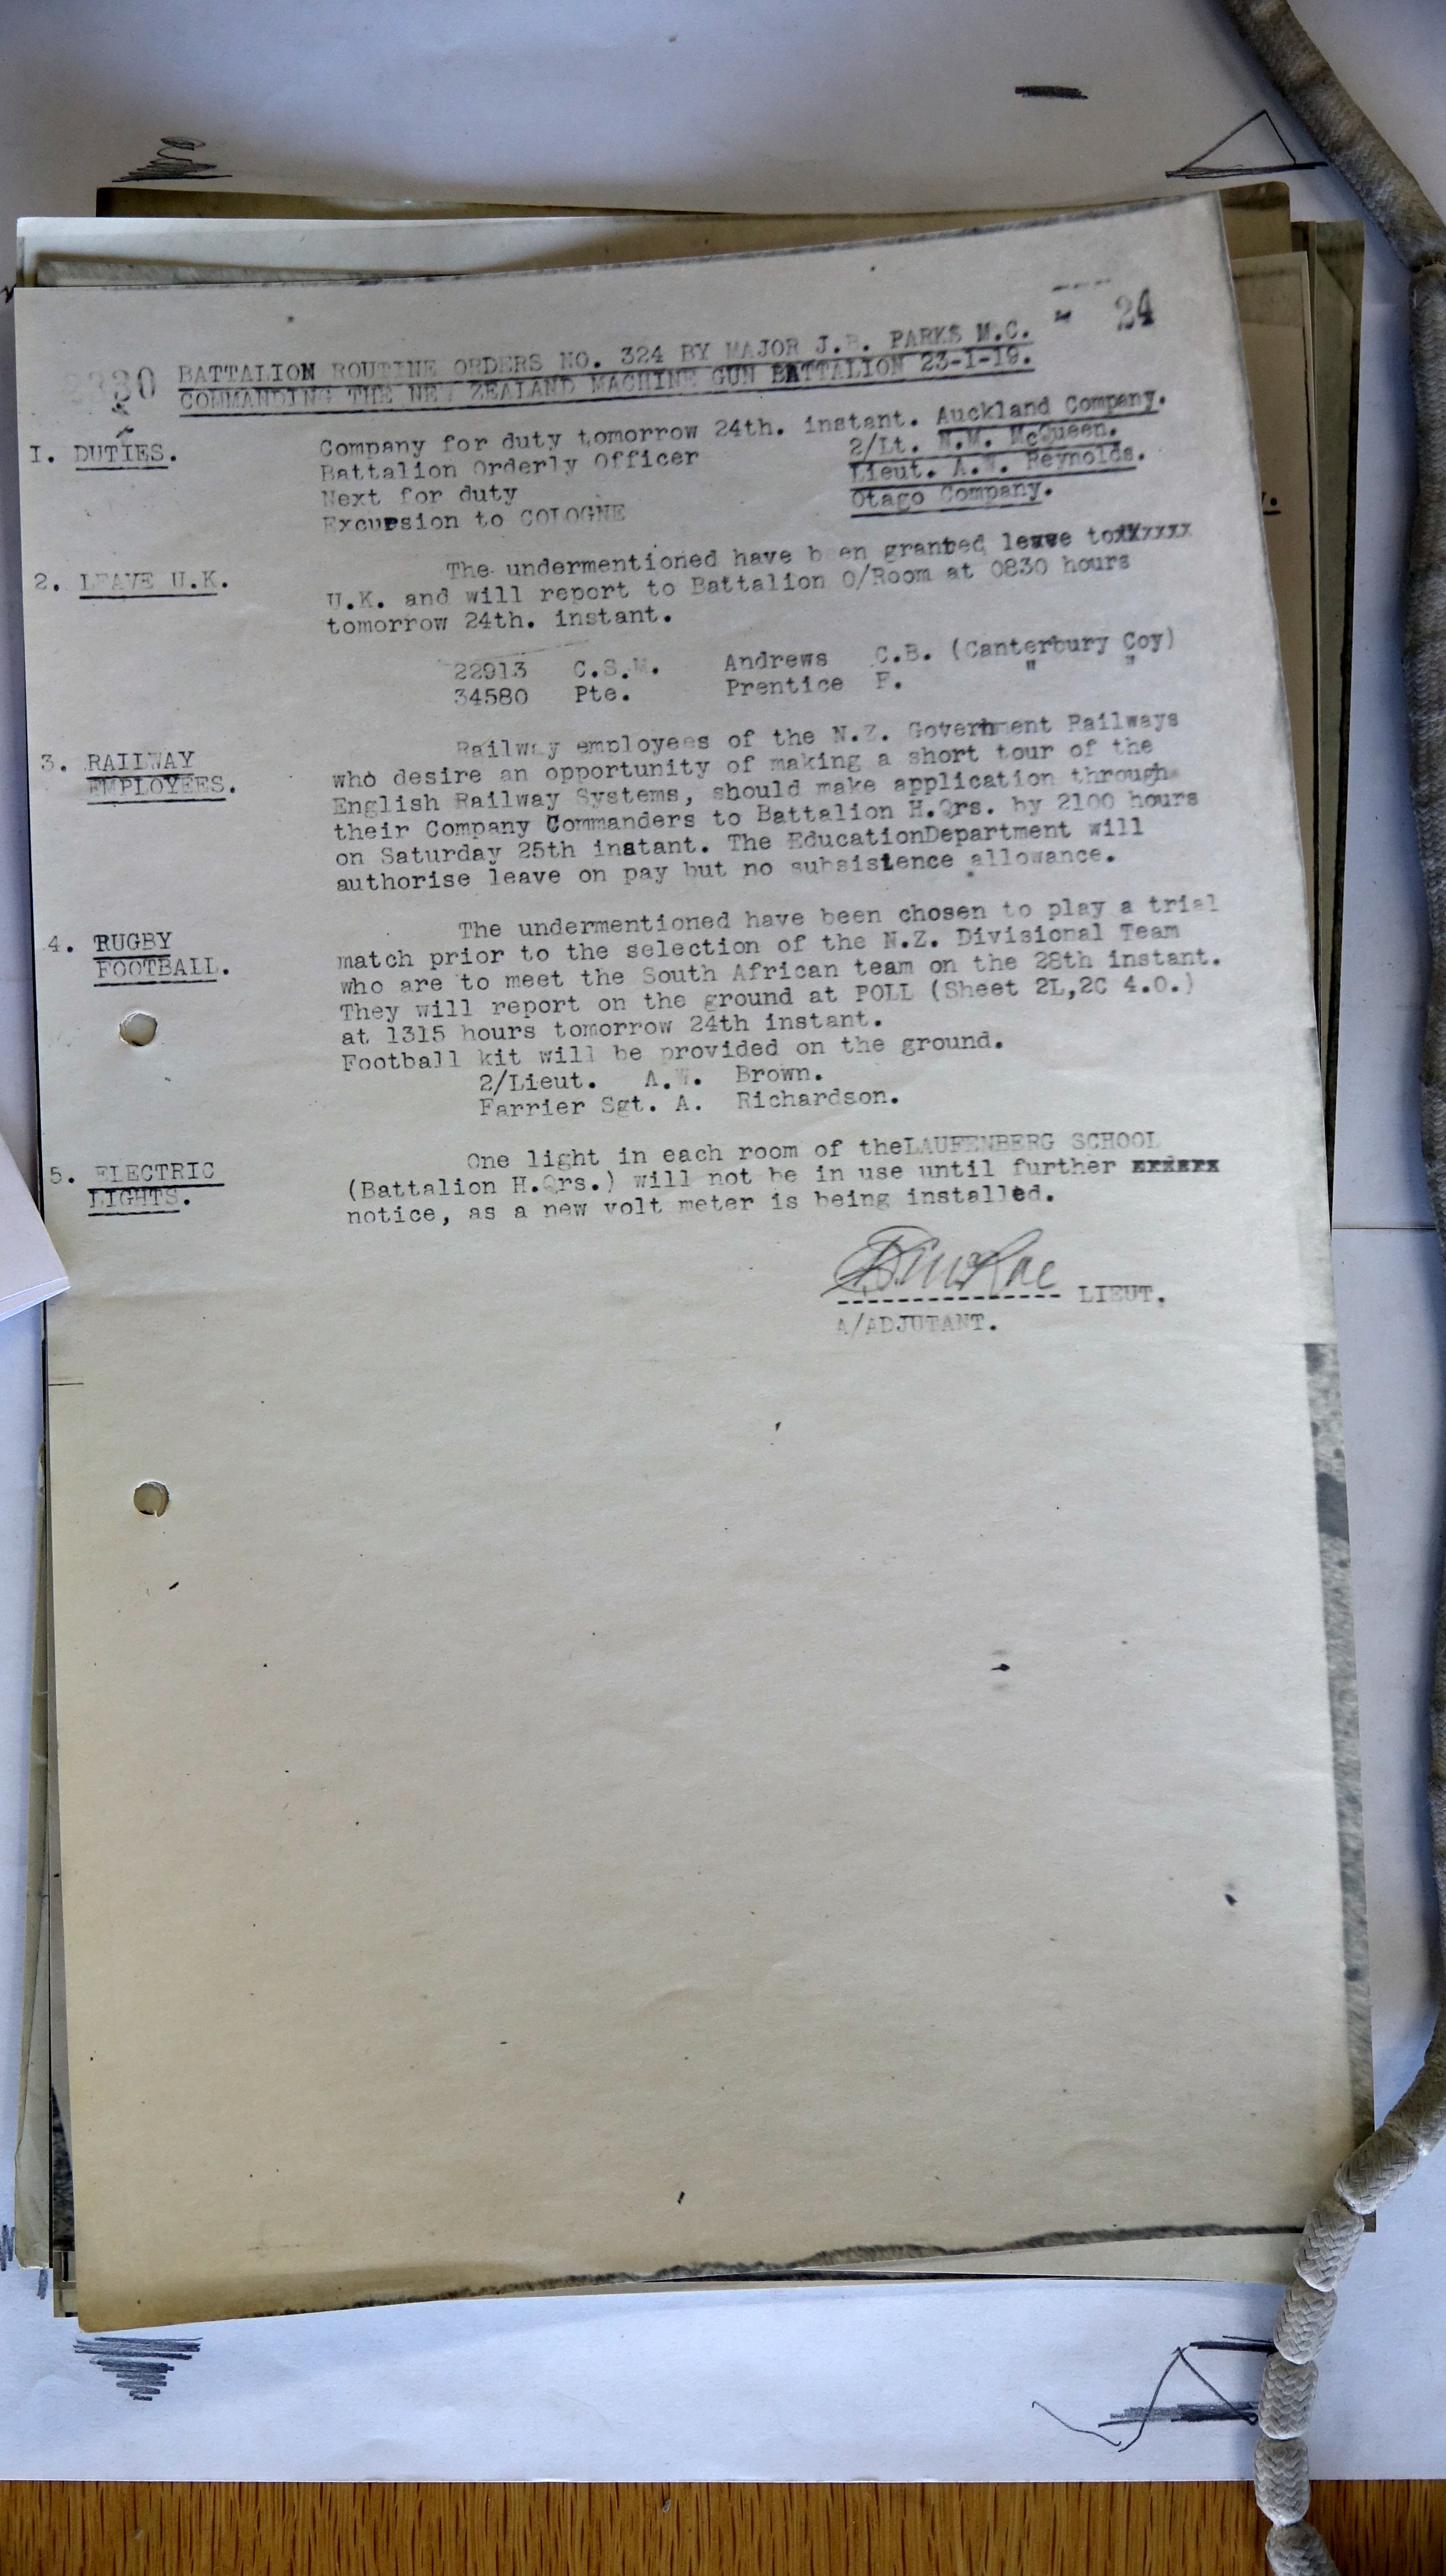 24
2330
BATTALION ROUTINE ORDERS NO. 324 BY MAJOR J.B. PARKS M.C.
COMMANDING THE NEW ZEALAND MACHINE GUN BATTALION 23-1-19.
1. DUTIES.
Company for duty tomorrow 24th. instant. Auckland Company.
Battalion Orderly Officer 2/Lt. N.M. McQueen.
Next for duty Lieut. A.W. Reynolds.
Excursion to COLOGNE Otago Company.
2. LEAVE U.K.
The undermentioned have been granted leave toxxxxxxx
U.K. and will report to Battalion O/Room at 0830 hours
tomorrow 24th. instant.
22913 C.S.M. Andrews C.B. (Canterbury Coy)
34580 Pte. Prentice F. " "
3. RAILWAY
EMPLOYEES.
Railway employees of the N.Z. Government Railways
who desire an opportunity of making a short tour of the
English Railway Systems, should make application through
their Company Commanders to Battalion H.Qrs. by 2100 hours
on Saturday 25th instant. The EducationDepartment will
authorise leave on pay but no subsistence allowance.
4. RUGBY
FOOTBALL.
The undermentioned have been chosen to play a trial
match prior to the selection of the N.Z. Divisional Team
who are to meet the South African team on the 28th instant.
They will report on the ground at POLL (Sheet 2L,2C 4.0.)
at 1315 hours tomorrow 24th instant.
Football kit will be provided on the ground.
2/Lieut. A.W. Brown.
Farrier Sgt. A. Richardson.
5. ELECTRIC
LIGHTS.
One light in each room of theLAUFENBERG SCHOOL
(Battalion H.Qrs.) will not be in use until further
notice, as a new volt meter is being installed.
McRae
LIEUT.
A/ADJUTANT.